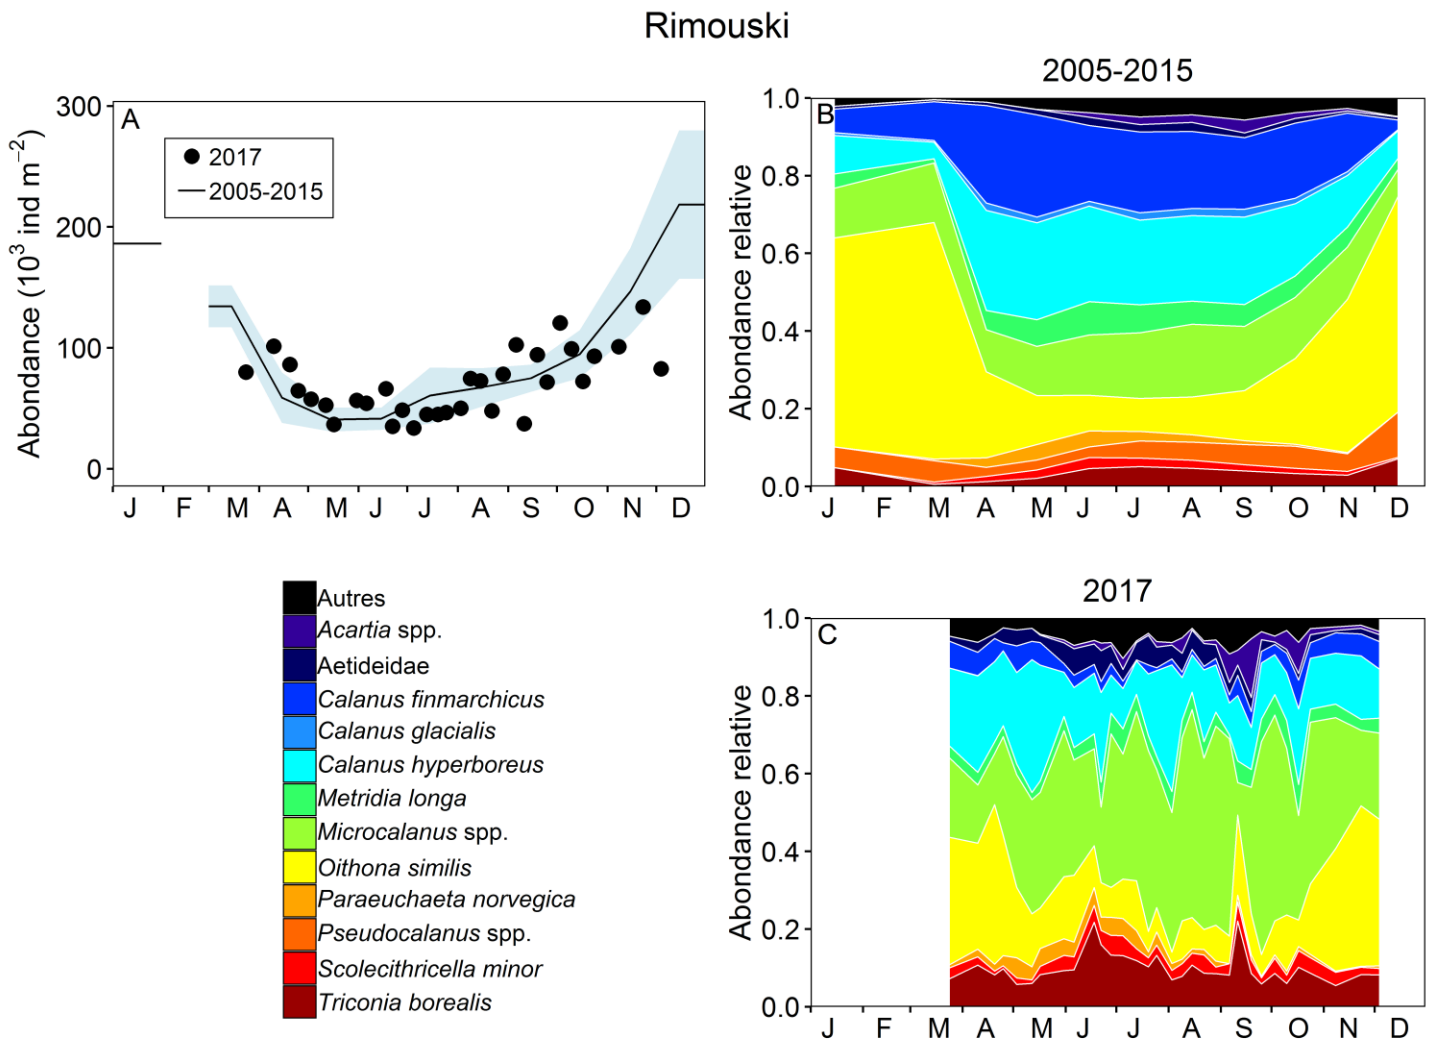 Rimouski
A
300
200
100
0
Abondance (10³ ind m⁻²)
2017
2005-2015
J F M A M J J A S O N D
2005-2015
B
1.0
0.8
0.6
0.4
0.2
0.0
Abondance relative
J F M A M J J A S O N D
Autres
Acartia spp.
Aetideidae
Calanus finmarchicus
Calanus glacialis
Calanus hyperboreus
Metridia longa
Microcalanus spp.
Oithona similis
Paraeuchaeta norvegica
Pseudocalanus spp.
Scolecithricella minor
Triconia borealis
2017
C
1.0
0.8
0.6
0.4
0.2
0.0
Abondance relative
J F M A M J J A S O N D